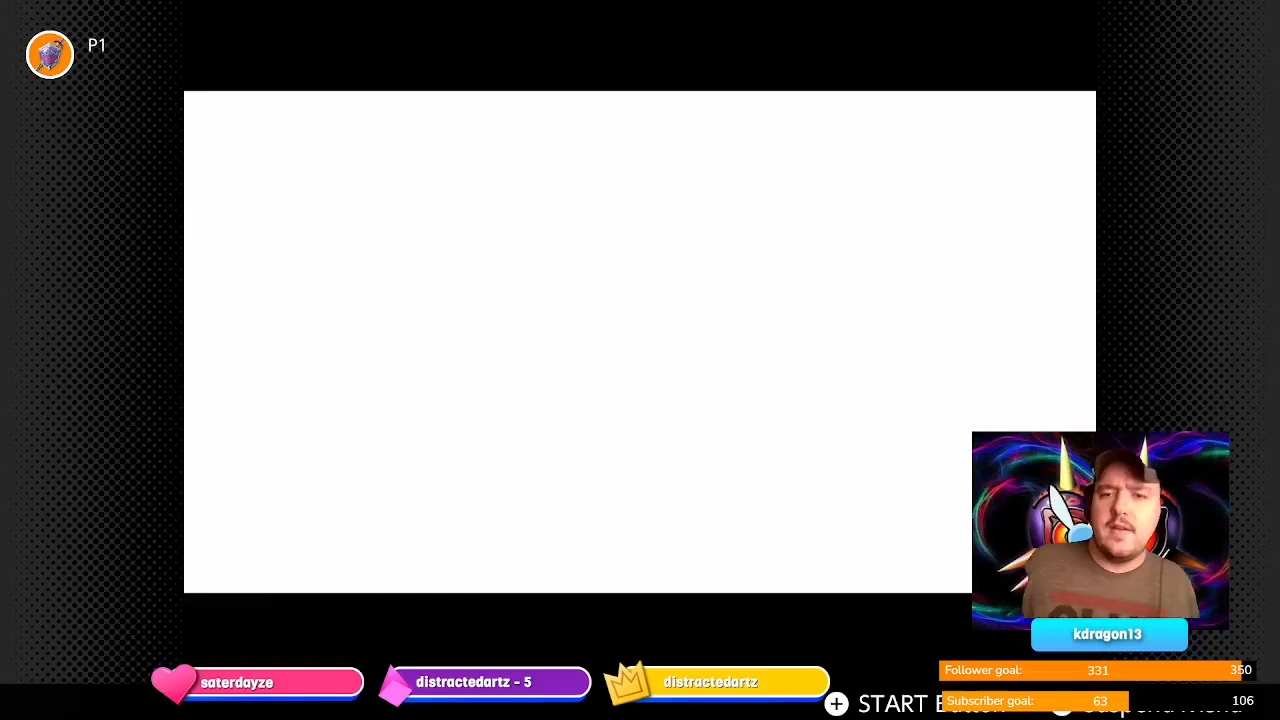 P1
kdragon13
saterdayze
distractedartz - 5
distractedartz
Follower goal: 331 350
START
Subscriber goal: 63 106